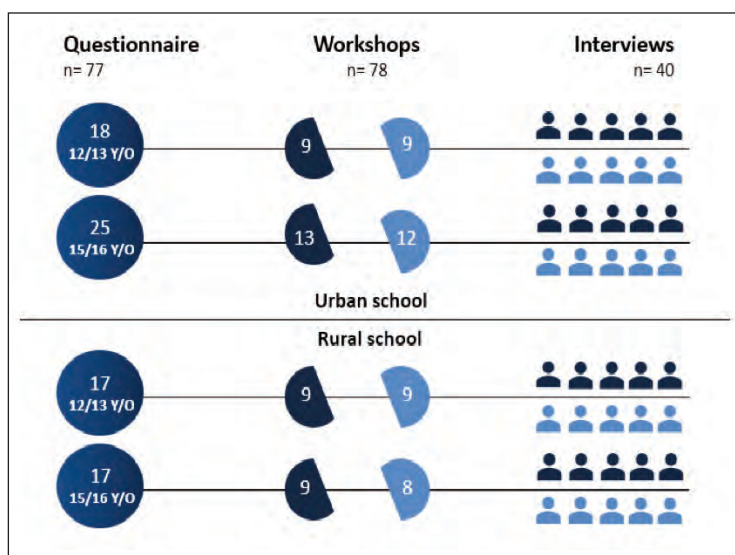 Questionnaire
n= 77
Workshops
n= 78
Interviews
n= 40
18
12/13 Y/O
9
9
25
15/16 Y/O
13
12
Urban school
Rural school
17
12/13 Y/O
9
9
17
15/16 Y/O
9
8